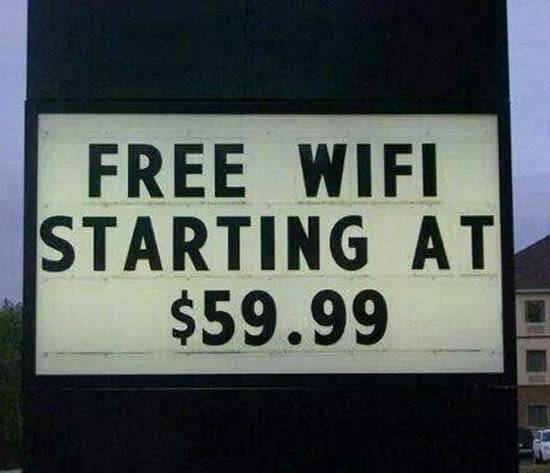 FREE WIFI
STARTING AT
$59.99